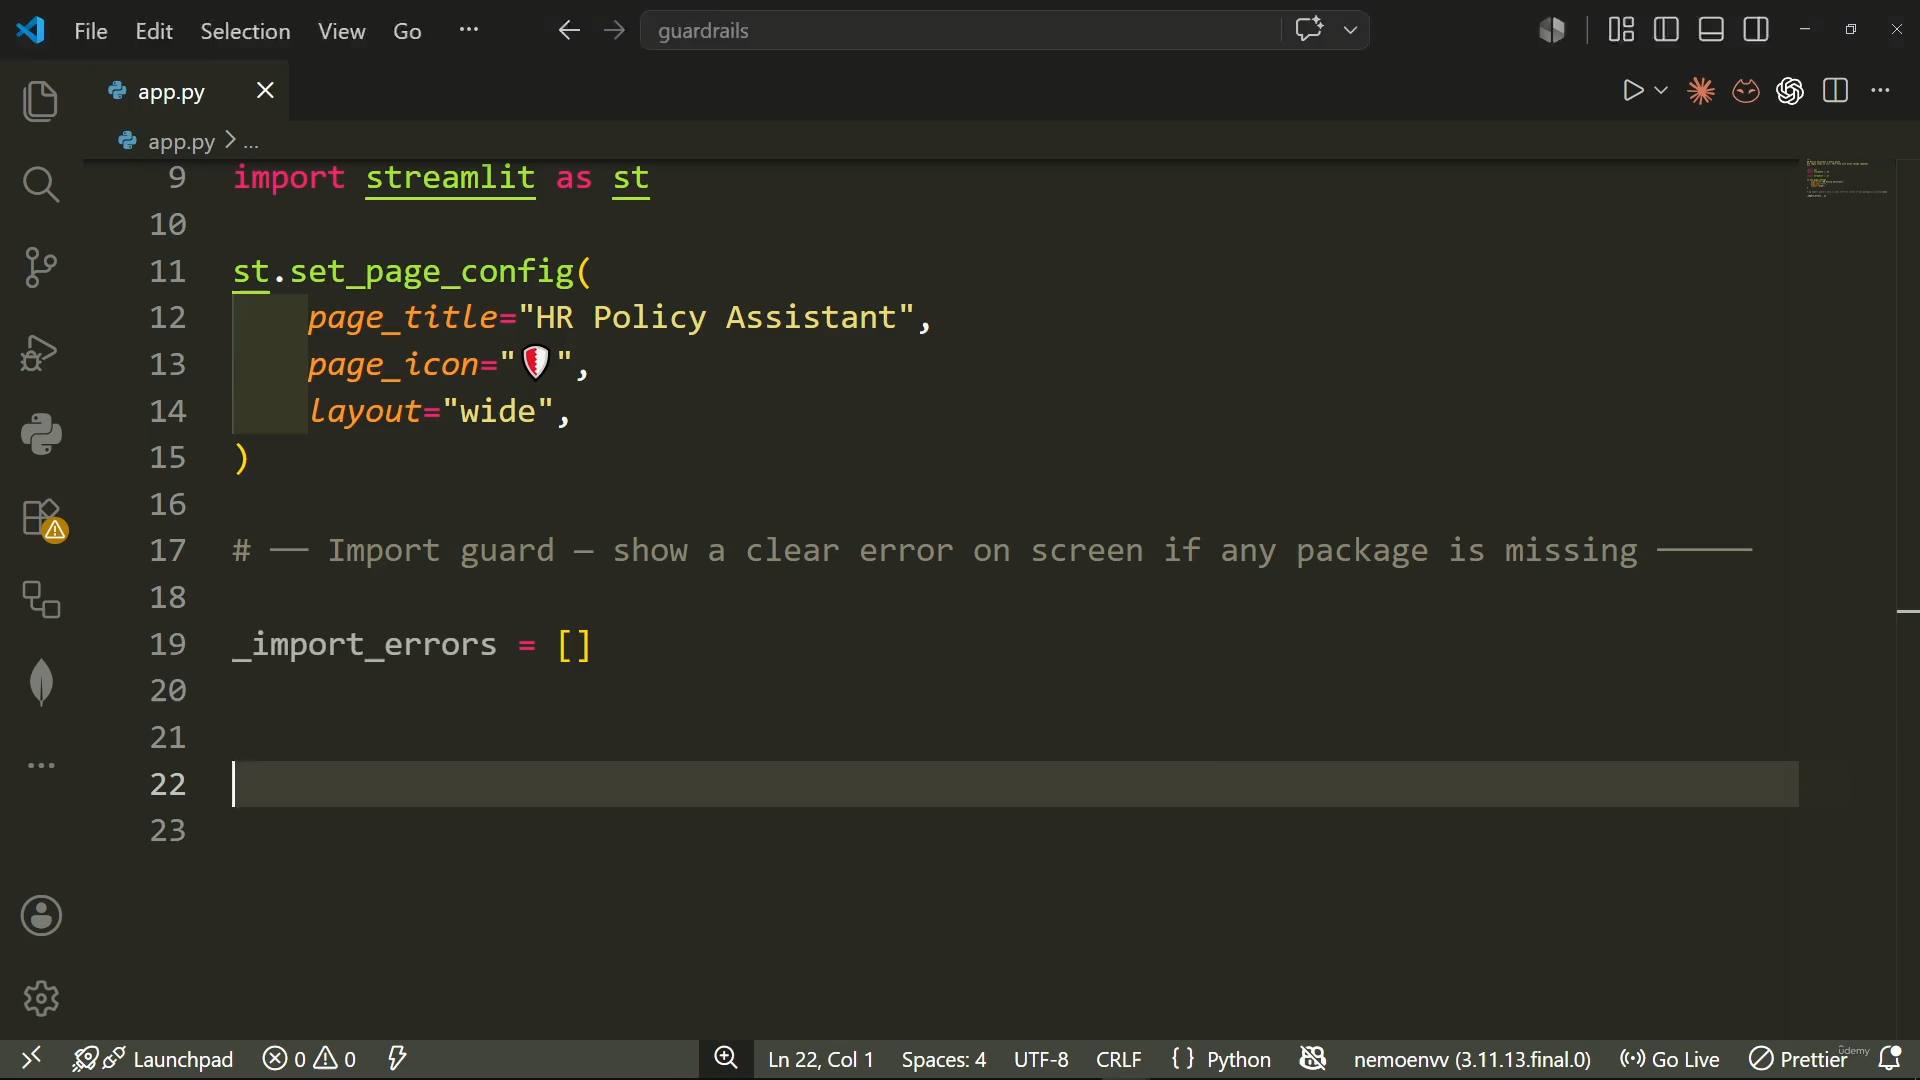 File Edit Selection View Go ···
guardrails
app.py
app.py > ...
9 import streamlit as st
10
11 st.set_page_config(
12 page_title="HR Policy Assistant",
13 page_icon="🛡️",
14 layout="wide",
15 )
16
17 # ── Import guard — show a clear error on screen if any package is missing ─────
18
19 _import_errors = []
20
21
22
23
Launchpad 0 0 Ln 22, Col 1 Spaces: 4 UTF-8 CRLF { } Python nemoenvv (3.11.13.final.0) Go Live Prettier
udemy